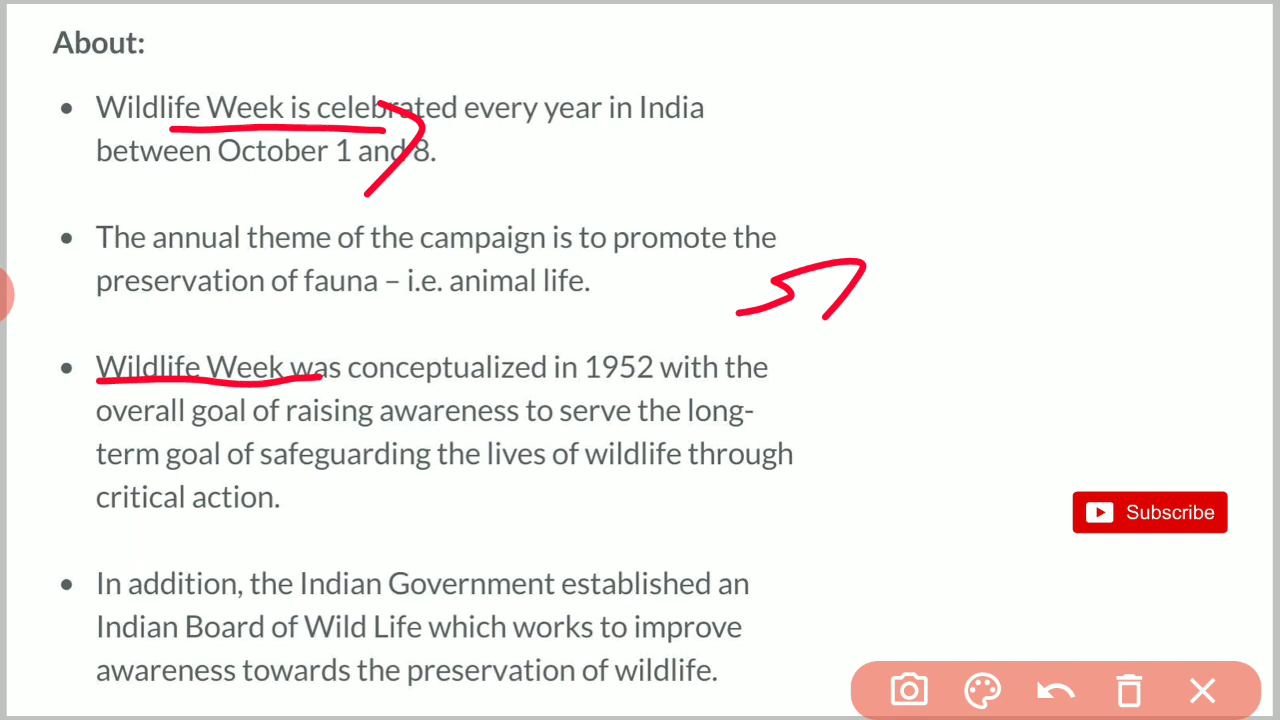 About:
• Wildlife Week is celebrated every year in India
between October 1 and 8.
• The annual theme of the campaign is to promote the
preservation of fauna – i.e. animal life.
• Wildlife Week was conceptualized in 1952 with the
overall goal of raising awareness to serve the long-
term goal of safeguarding the lives of wildlife through
critical action.
Subscribe
• In addition, the Indian Government established an
Indian Board of Wild Life which works to improve
awareness towards the preservation of wildlife.